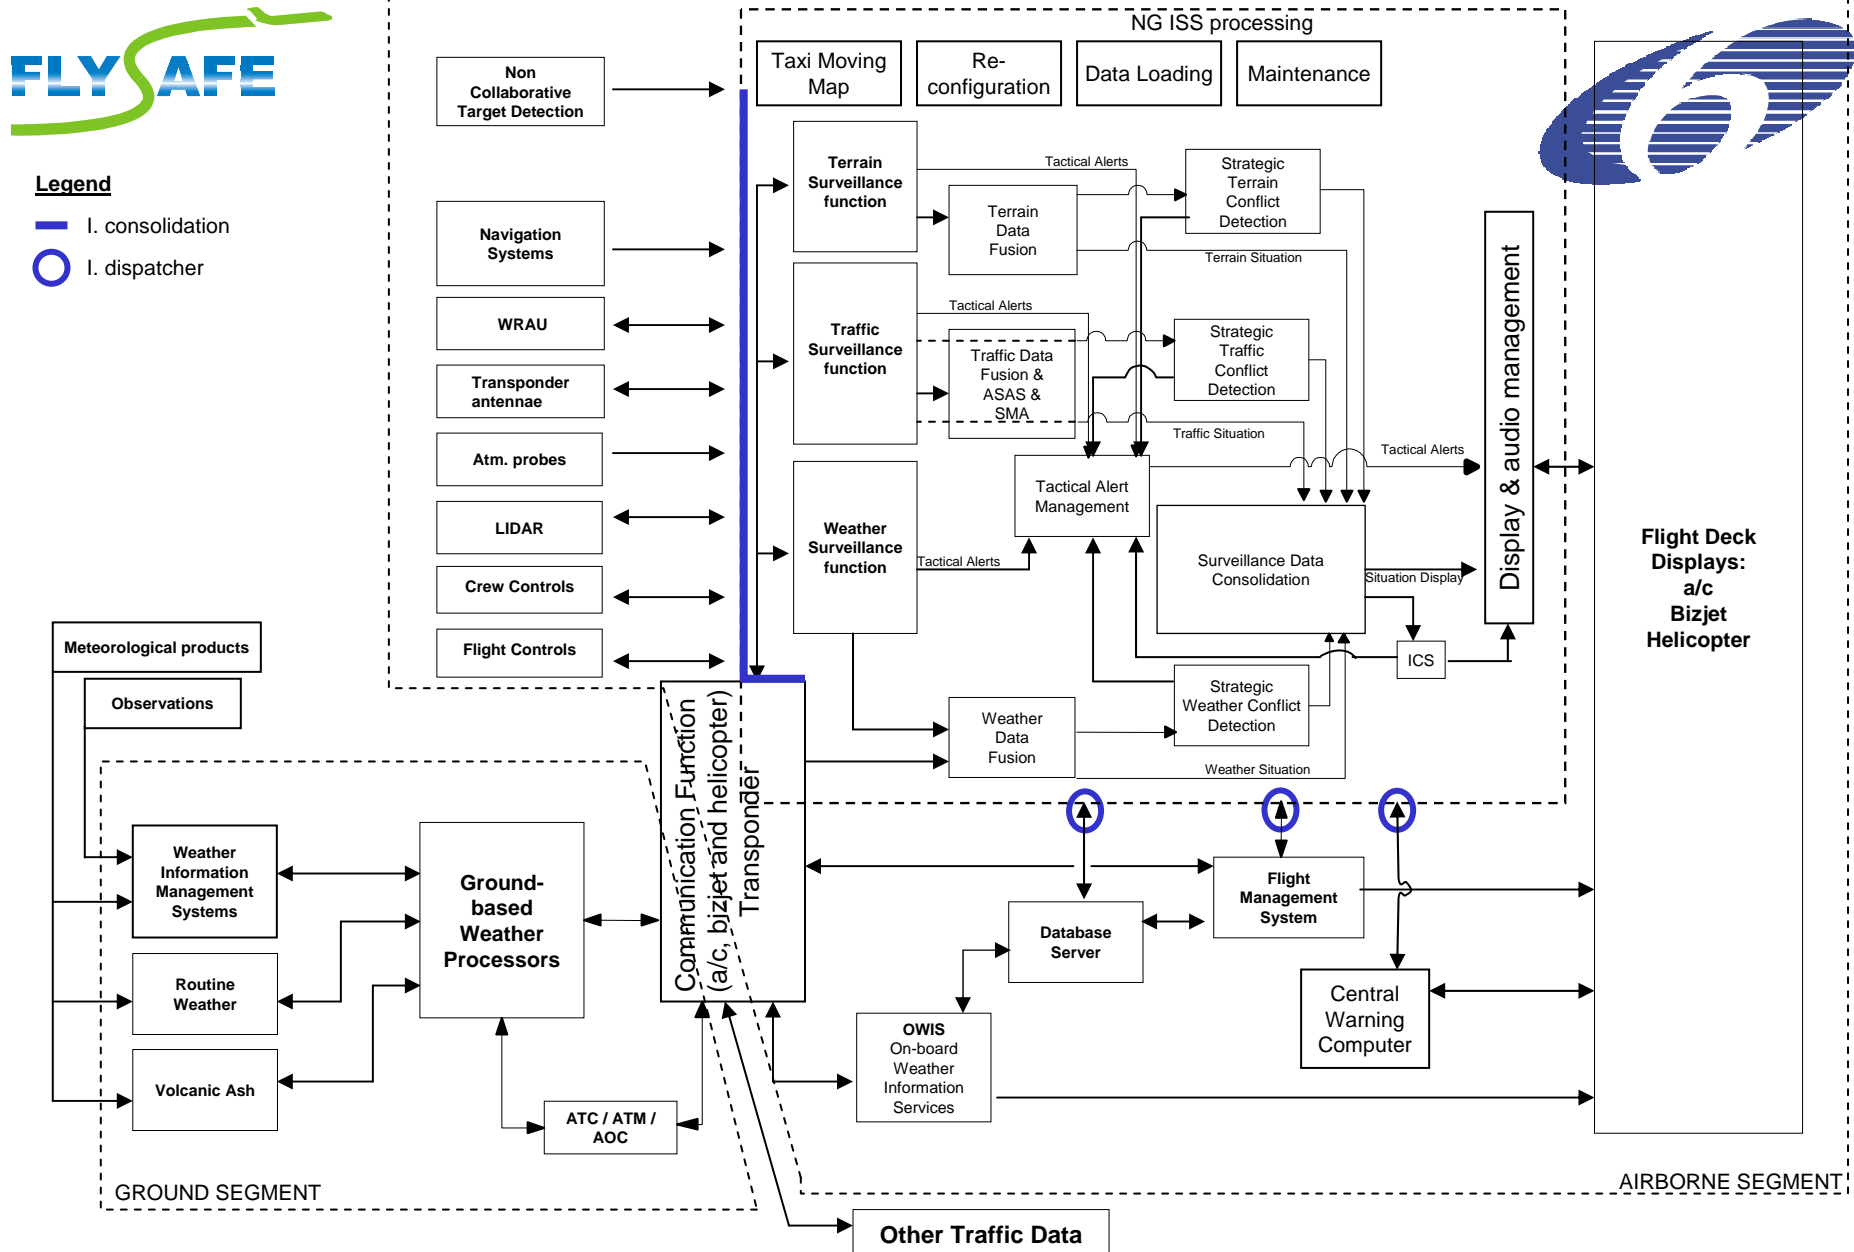 FLYSAFE
NG ISS processing
Taxi Moving
Map
Re-
configuration
Data Loading
Maintenance
6
Legend
I. consolidation
I. dispatcher
Non
Collaborative
Target Detection
Navigation
Systems
WRAU
Transponder
antennae
Atm. probes
LIDAR
Crew Controls
Flight Controls
Terrain
Surveillance
function
Traffic
Surveillance
function
Weather
Surveillance
function
Tactical Alerts
Terrain
Data
Fusion
Strategic
Terrain
Conflict
Detection
Terrain Situation
Tactical Alerts
Traffic Data
Fusion &
ASAS &
SMA
Strategic
Traffic
Conflict
Detection
Traffic Situation
Tactical Alerts
Tactical Alert
Management
Tactical Alerts
Surveillance Data
Consolidation
Situation Display
ICS
Display & audio management
Flight Deck
Displays:
a/c
Bizjet
Helicopter
Strategic
Weather Conflict
Detection
Weather
Data
Fusion
Weather Situation
Meteorological products
Observations
Weather
Information
Management
Systems
Routine
Weather
Volcanic Ash
Ground-
based
Weather
Processors
ATC / ATM /
AOC
Communication Function
(a/c, bizjet and helicopter)
Transponder
Flight
Management
System
Database
Server
Central
Warning
Computer
OWIS
On-board
Weather
Information
Services
GROUND SEGMENT
AIRBORNE SEGMENT
Other Traffic Data